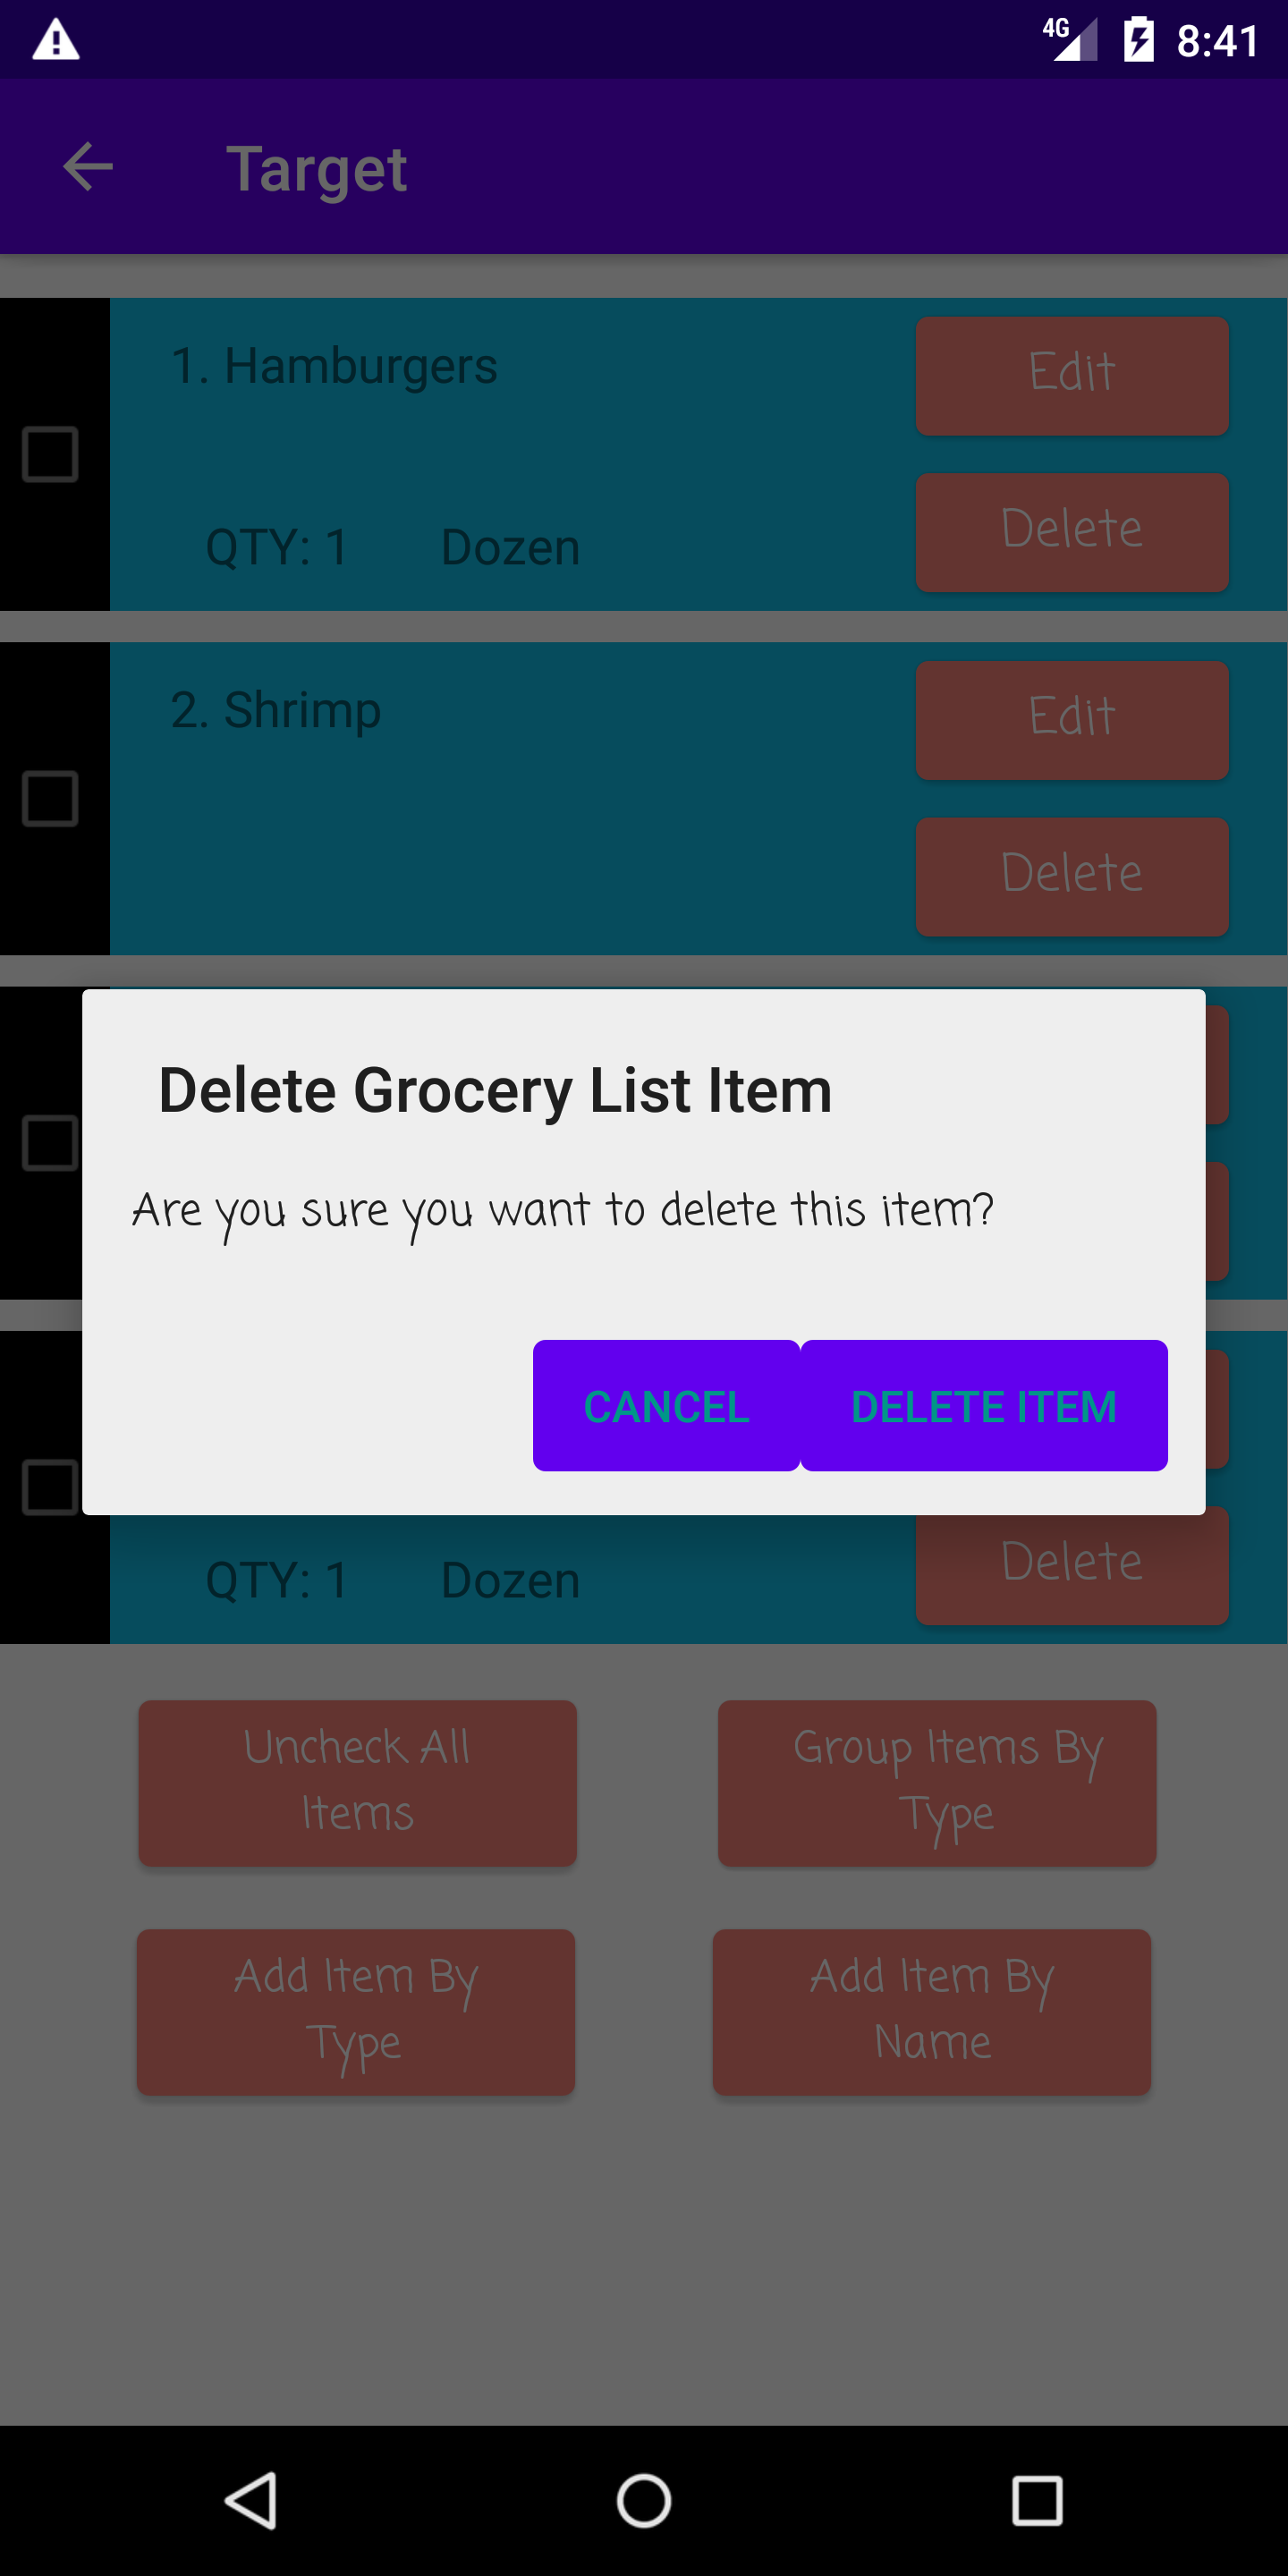 4G 8:41
Target
1. Hamburgers
Edit
Delete
QTY: 1 Dozen
2. Shrimp
Edit
Delete
Delete Grocery List Item
Are you sure you want to delete this item?
CANCEL DELETE ITEM
Delete
QTY: 1 Dozen
Uncheck All
Items
Group Items By
Type
Add Item By
Type
Add Item By
Name